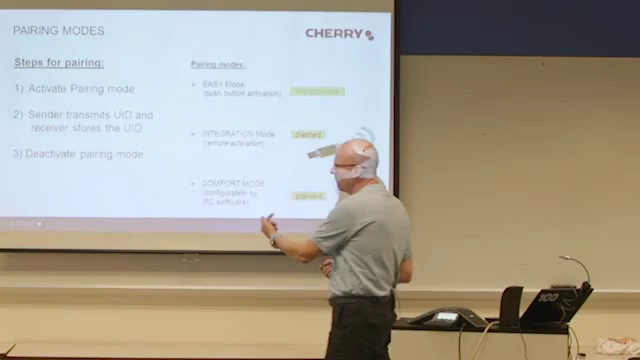 PAIRING MODES
CHERRY
Steps for pairing:
1) Activate Pairing mode
2) Sender transmits UID and
receiver stores the UID
3) Deactivate pairing mode
Pairing modes:
➢ EASY Mode
(push button activation)
implemented
➢ INTEGRATION Mode
(remote activation)
planned
➢ COMFORT MODE
(configuration by
PC software)
planned
100